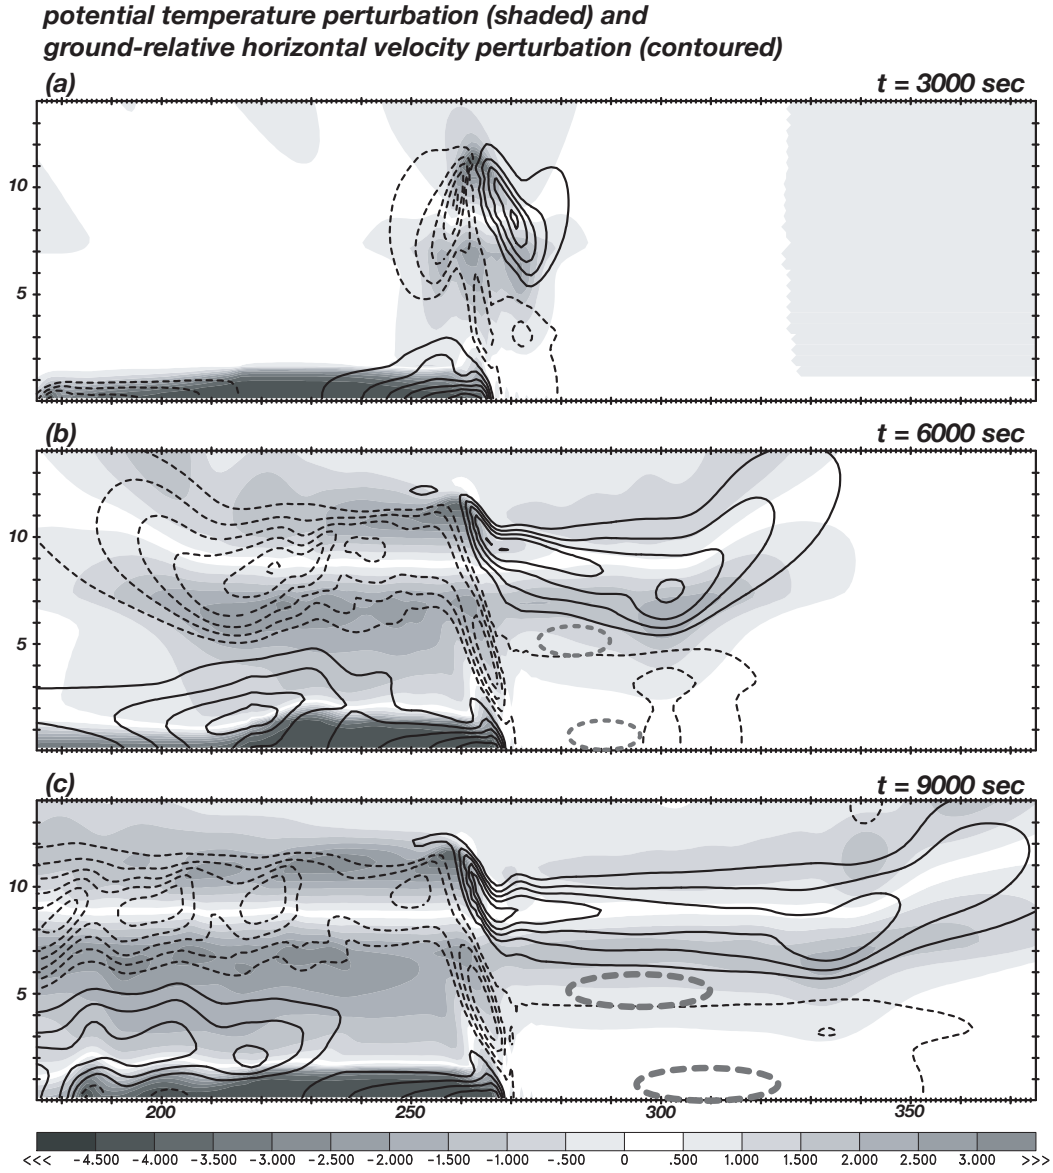 potential temperature perturbation (shaded) and
ground-relative horizontal velocity perturbation (contoured)
(a) t = 3000 sec
10
5
(b) t = 6000 sec
10
5
(c) t = 9000 sec
10
5
200 250 300 350
<<< -4.500 -4.000 -3.500 -3.000 -2.500 -2.000 -1.500 -1.000 -.500 0 .500 1.000 1.500 2.000 2.500 3.000 >>>